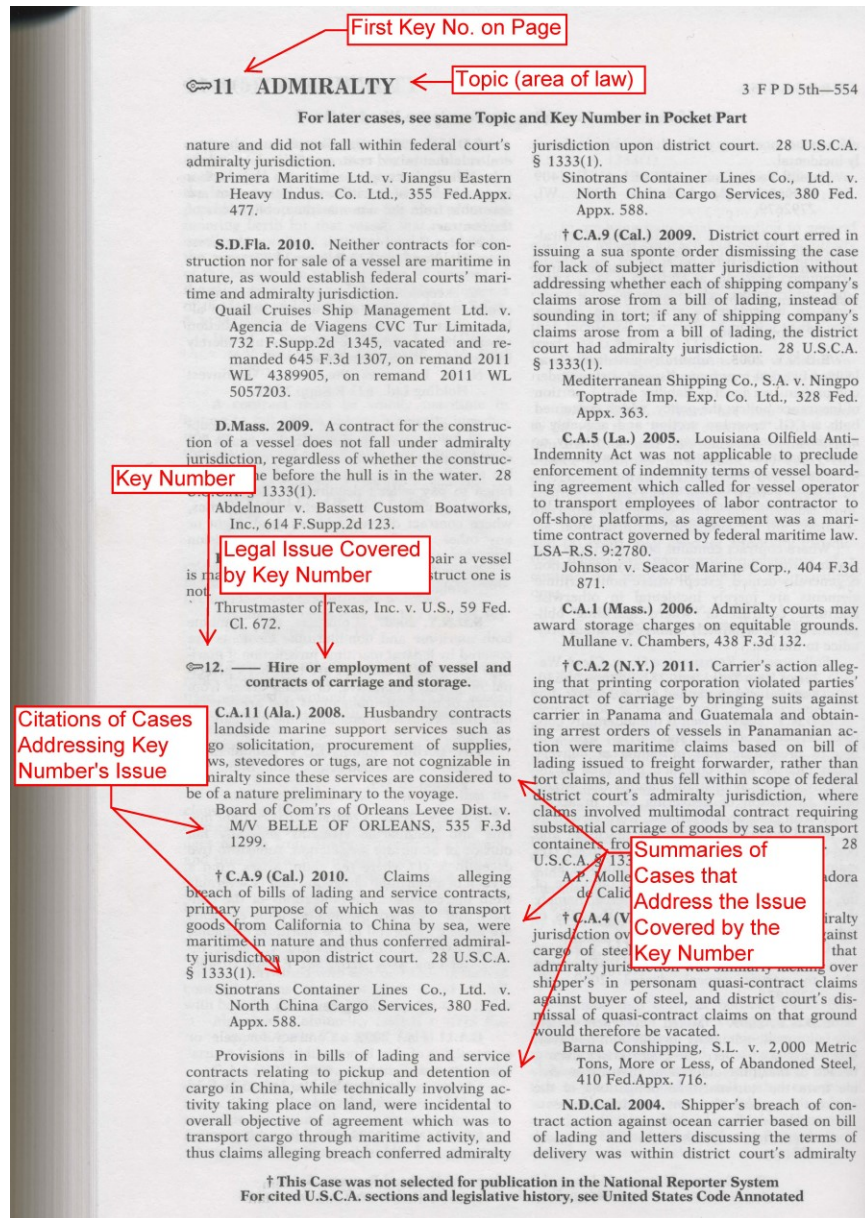 First Key No. on Page
11 ADMIRALTY
Topic (area of law)
3 F P D 5th—554
For later cases, see same Topic and Key Number in Pocket Part
nature and did not fall within federal court's
admiralty jurisdiction.
Primera Maritime Ltd. v. Jiangsu Eastern
Heavy Indus. Co. Ltd., 355 Fed.Appx.
477.
S.D.Fla. 2010. Neither contracts for con-
struction nor for sale of a vessel are maritime in
nature, as would establish federal courts' mari-
time and admiralty jurisdiction.
Quail Cruises Ship Management Ltd. v.
Agencia de Viagens CVC Tur Limitada,
732 F.Supp.2d 1345, vacated and re-
manded 645 F.3d 1307, on remand 2011
WL 4389905, on remand 2011 WL
5057203.
D.Mass. 2009. A contract for the construc-
tion of a vessel does not fall under admiralty
jurisdiction, regardless of whether the construc-
Key Number
before the hull is in the water. 28
§ 1333(1).
Abdelnour v. Bassett Custom Boatworks,
Inc., 614 F.Supp.2d 123.
Legal Issue Covered
by Key Number
a vessel
is
one is
not.
Thrustmaster of Texas, Inc. v. U.S., 59 Fed.
Cl. 672.
12. —— Hire or employment of vessel and
contracts of carriage and storage.
Citations of Cases
Addressing Key
Number's Issue
C.A.11 (Ala.) 2008. Husbandry contracts
landside marine support services such as
solicitation, procurement of supplies,
stevedores or tugs, are not cognizable in
admiralty since these services are considered to
be of a nature preliminary to the voyage.
Board of Com'rs of Orleans Levee Dist. v.
M/V BELLE OF ORLEANS, 535 F.3d
1299.
† C.A.9 (Cal.) 2010. Claims alleging
breach of bills of lading and service contracts,
primary purpose of which was to transport
goods from California to China by sea, were
maritime in nature and thus conferred admiral-
ty jurisdiction upon district court. 28 U.S.C.A.
§ 1333(1).
Sinotrans Container Lines Co., Ltd. v.
North China Cargo Services, 380 Fed.
Appx. 588.
Provisions in bills of lading and service
contracts relating to pickup and detention of
cargo in China, while technically involving ac-
tivity taking place on land, were incidental to
overall objective of agreement which was to
transport cargo through maritime activity, and
thus claims alleging breach conferred admiralty
jurisdiction upon district court. 28 U.S.C.A.
§ 1333(1).
Sinotrans Container Lines Co., Ltd. v.
North China Cargo Services, 380 Fed.
Appx. 588.
† C.A.9 (Cal.) 2009. District court erred in
issuing a sua sponte order dismissing the case
for lack of subject matter jurisdiction without
addressing whether each of shipping company's
claims arose from a bill of lading, instead of
sounding in tort; if any of shipping company's
claims arose from a bill of lading, the district
court had admiralty jurisdiction. 28 U.S.C.A.
§ 1333(1).
Mediterranean Shipping Co., S.A. v. Ningpo
Toptrade Imp. Exp. Co. Ltd., 328 Fed.
Appx. 363.
C.A.5 (La.) 2005. Louisiana Oilfield Anti–
Indemnity Act was not applicable to preclude
enforcement of indemnity terms of vessel board-
ing agreement which called for vessel operator
to transport employees of labor contractor to
off-shore platforms, as agreement was a mari-
time contract governed by federal maritime law.
LSA–R.S. 9:2780.
Johnson v. Seacor Marine Corp., 404 F.3d
871.
C.A.1 (Mass.) 2006. Admiralty courts may
award storage charges on equitable grounds.
Mullane v. Chambers, 438 F.3d 132.
† C.A.2 (N.Y.) 2011. Carrier's action alleg-
ing that printing corporation violated parties'
contract of carriage by bringing suits against
carrier in Panama and Guatemala and obtain-
ing arrest orders of vessels in Panamanian ac-
tion were maritime claims based on bill of
lading issued to freight forwarder, rather than
tort claims, and thus fell within scope of federal
district court's admiralty jurisdiction, where
claims involved multimodal contract requiring
substantial carriage of goods by sea to transport
containers 28
U.S.C.A. §
Summaries of
Cases that
Address the Issue
Covered by the
Key Number
A.P.
de
† C.A.4
jurisdiction
cargo of that
admiralty jurisdiction was similarly lacking over
shipper's in personam quasi-contract claims
against buyer of steel, and district court's dis-
missal of quasi-contract claims on that ground
would therefore be vacated.
Barna Conshipping, S.L. v. 2,000 Metric
Tons, More or Less, of Abandoned Steel,
410 Fed.Appx. 716.
N.D.Cal. 2004. Shipper's breach of con-
tract action against ocean carrier based on bill
of lading and letters discussing the terms of
delivery was within district court's admiralty
† This Case was not selected for publication in the National Reporter System
For cited U.S.C.A. sections and legislative history, see United States Code Annotated